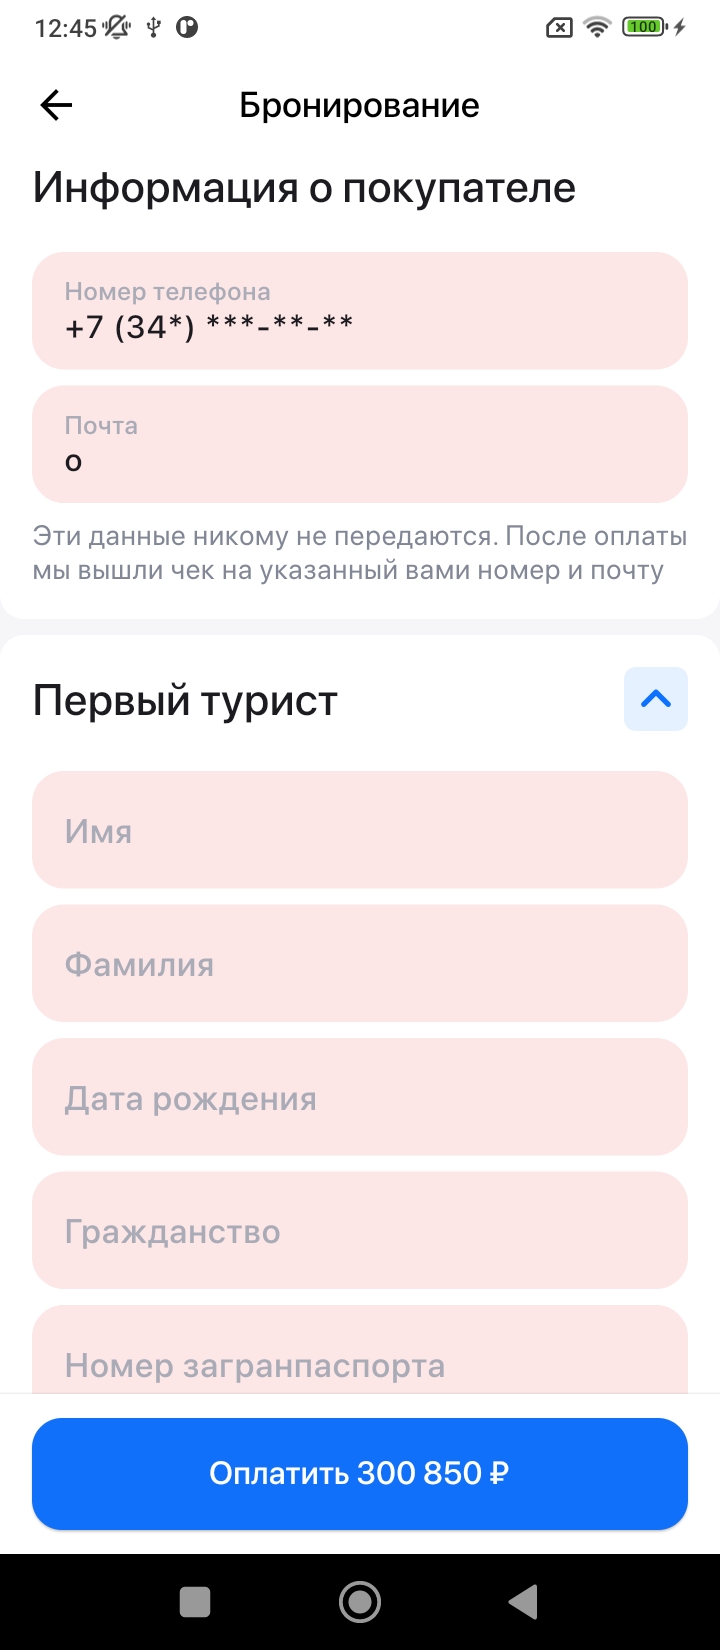 12:45
100
Бронирование
Информация о покупателе
Номер телефона
+7 (34*) ***-**-**
Почта
о
Эти данные никому не передаются. После оплаты
мы вышли чек на указанный вами номер и почту
Первый турист
Имя
Фамилия
Дата рождения
Гражданство
Номер загранпаспорта
Оплатить 300 850 ₽